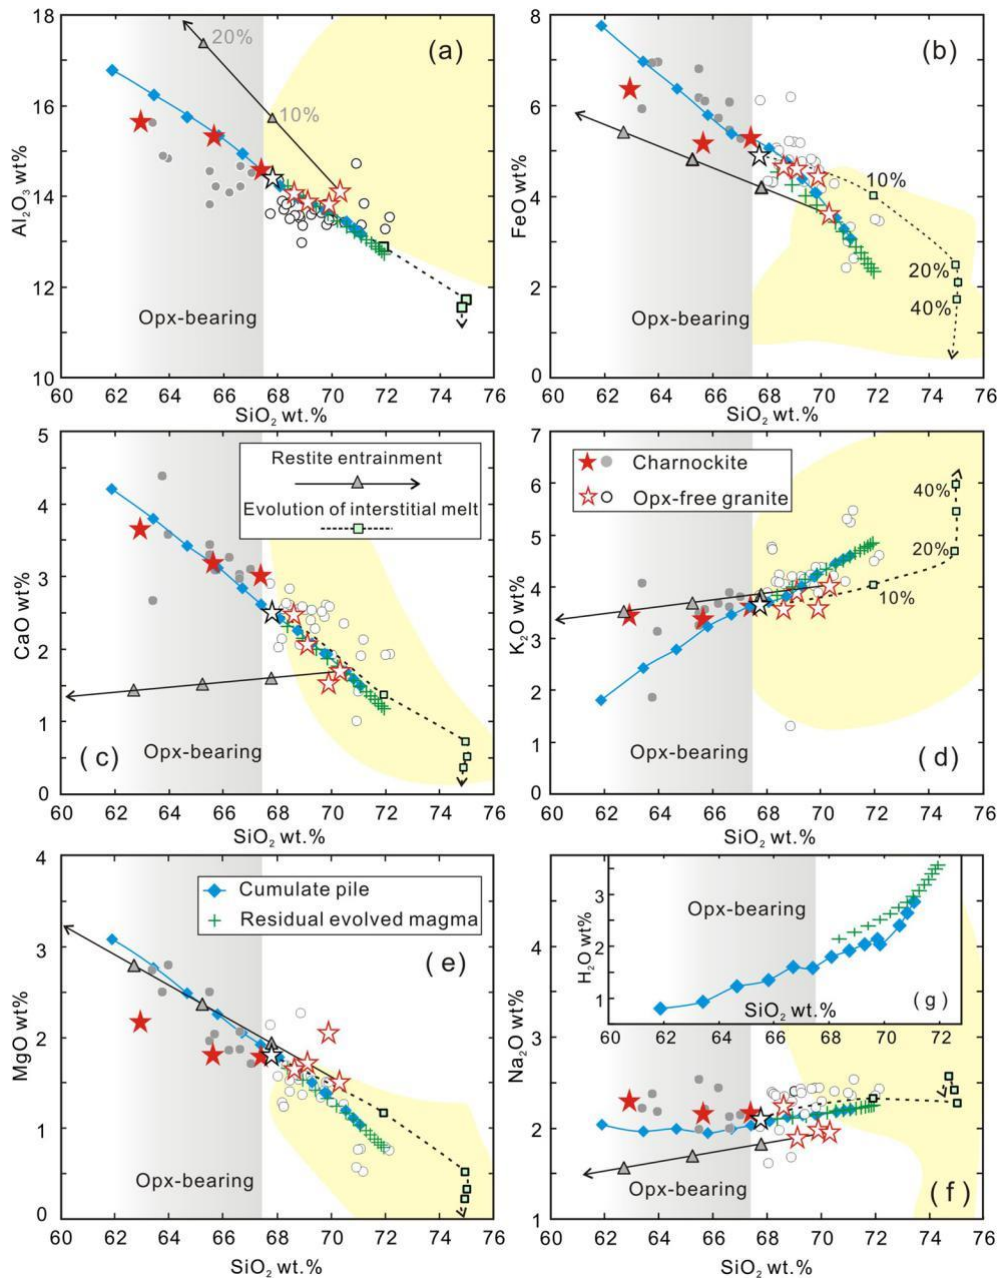 18
16
14
12
10
Al₂O₃ wt%
20%
10%
(a)
Opx-bearing
60 62 64 66 68 70 72 74 76
SiO₂ wt.%
8
6
4
2
0
FeO wt%
(b)
10%
20%
40%
Opx-bearing
60 62 64 66 68 70 72 74 76
SiO₂ wt.%
5
4
3
2
1
0
CaO wt%
Restite entrainment
Evolution of interstitial melt
(c)
Opx-bearing
60 62 64 66 68 70 72 74 76
SiO₂ wt.%
7
6
5
4
3
2
1
0
K₂O wt%
Charnockite
Opx-free granite
40%
20%
10%
Opx-bearing
(d)
60 62 64 66 68 70 72 74 76
SiO₂ wt.%
4
3
2
1
0
MgO wt%
Cumulate pile
Residual evolved magma
(e)
Opx-bearing
60 62 64 66 68 70 72 74 76
SiO₂ wt.%
5
4
3
2
1
Na₂O wt%
3
2
1
H₂O wt%
Opx-bearing
(g)
SiO₂ wt.%
60 62 64 66 68 70 72
Opx-bearing
(f)
60 62 64 66 68 70 72 74 76
SiO₂ wt.%